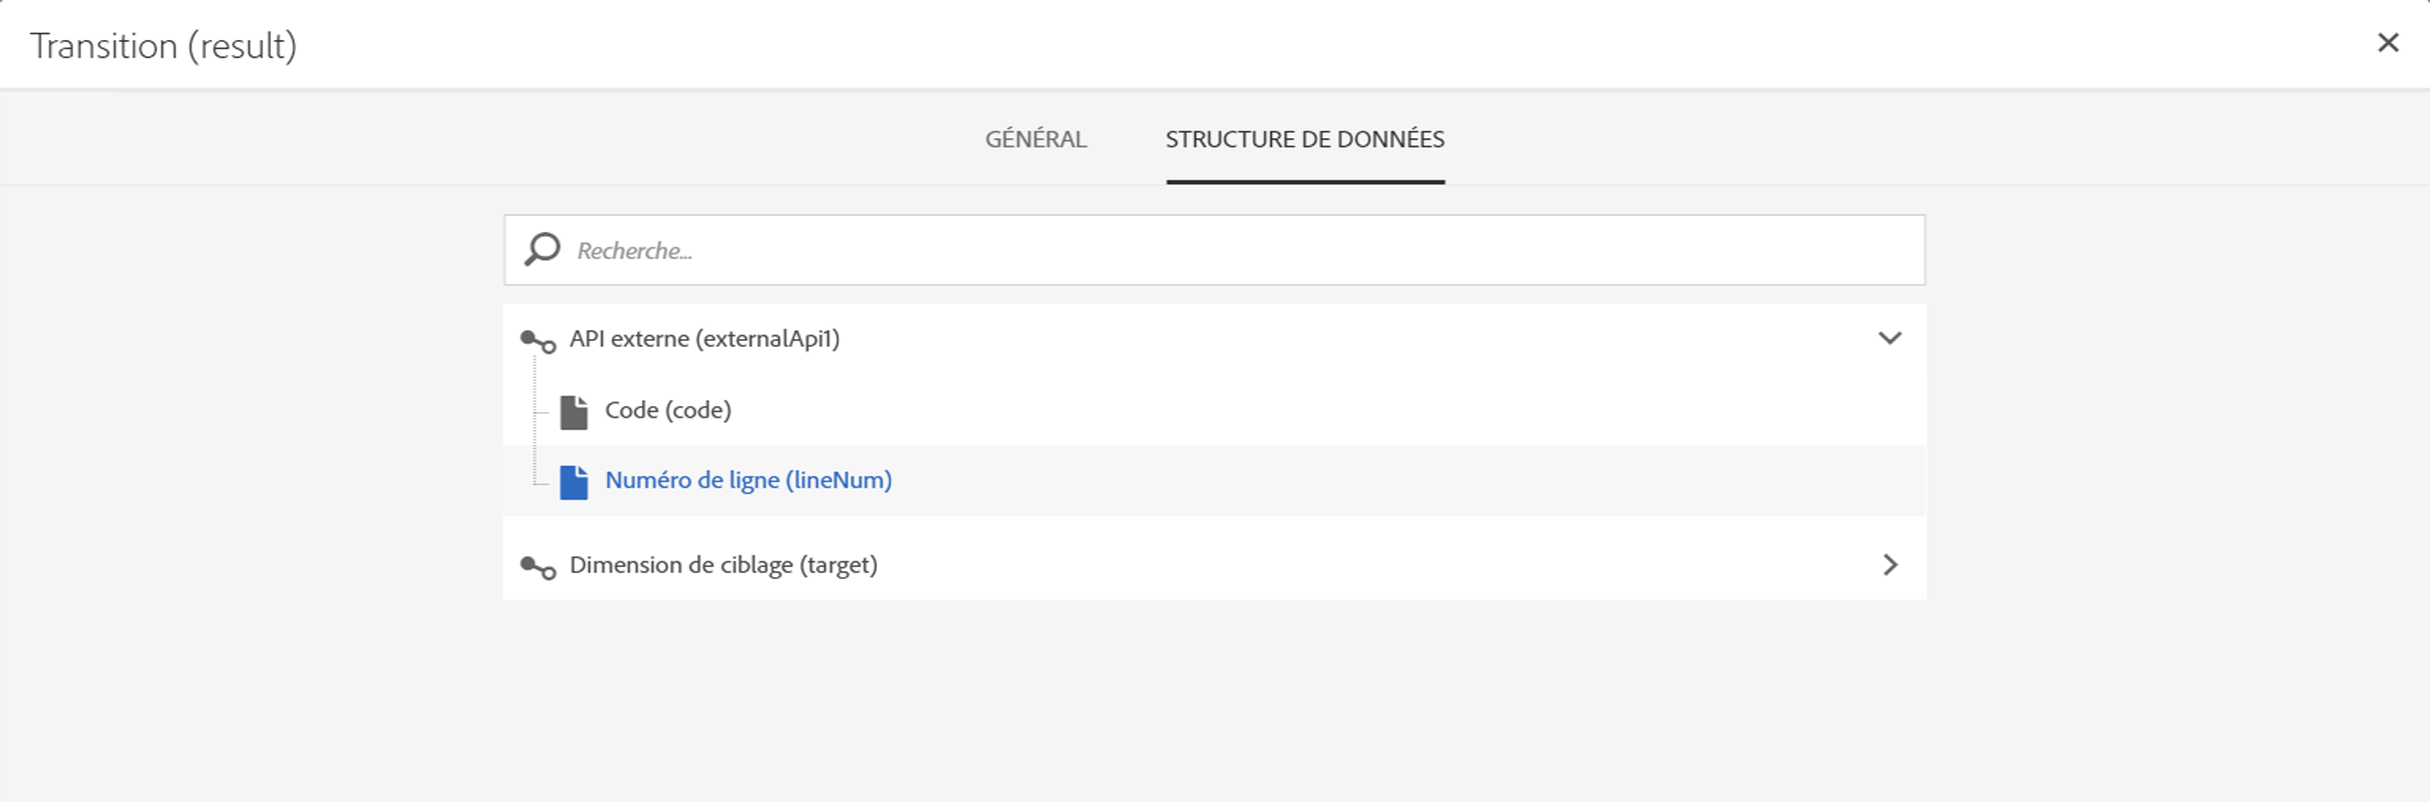 Transition (result)
GÉNÉRAL
STRUCTURE DE DONNÉES
Recherche...
API externe (externalApi1)
Code (code)
Numéro de ligne (lineNum)
Dimension de ciblage (target)